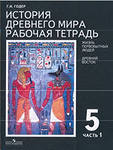 Г.И. ГОДЕР
ИСТОРИЯ
ДРЕВНЕГО МИРА
РАБОЧАЯ ТЕТРАДЬ
ЖИЗНЬ
ПЕРВОБЫТНЫХ
ЛЮДЕЙ
ДРЕВНИЙ
ВОСТОК
5
ЧАСТЬ 1